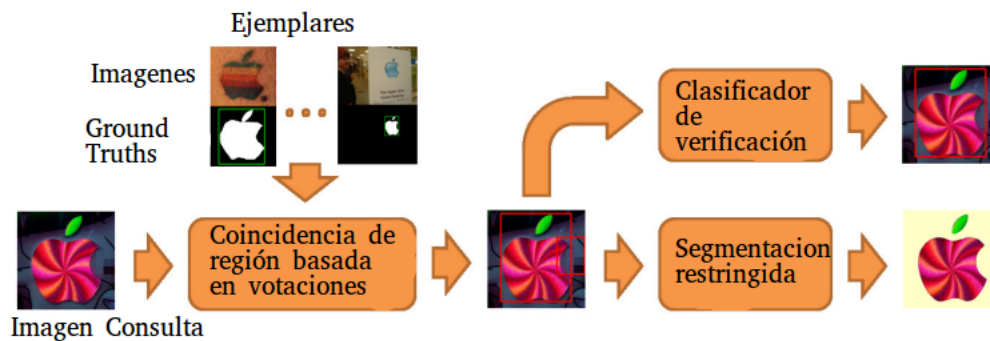 Ejemplares
Imagenes
Ground
Truths
Clasificador
de
verificación
Coincidencia de
región basada
en votaciones
Segmentacion
restringida
Imagen Consulta